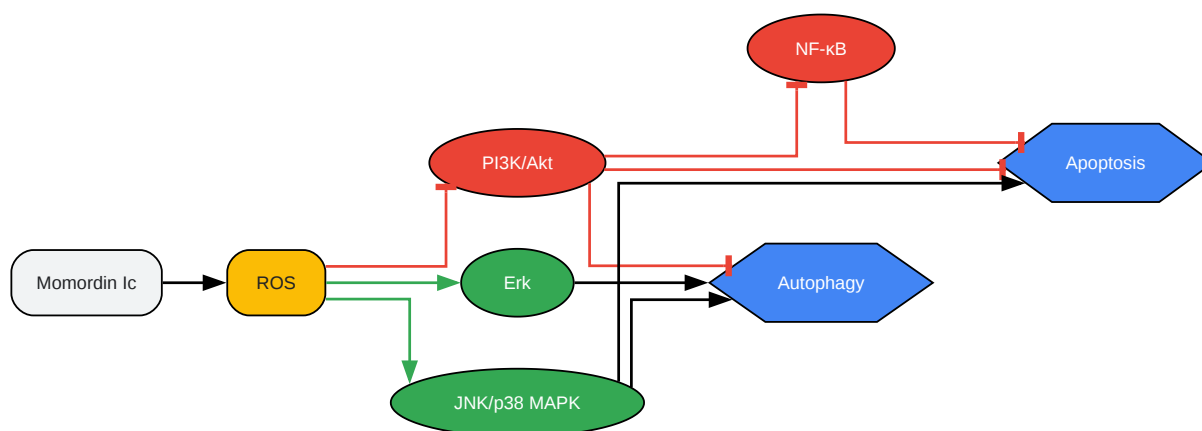 NF-κB
PI3K/Akt
Apoptosis
Momordin Ic
ROS
Erk
Autophagy
JNK/p38 MAPK